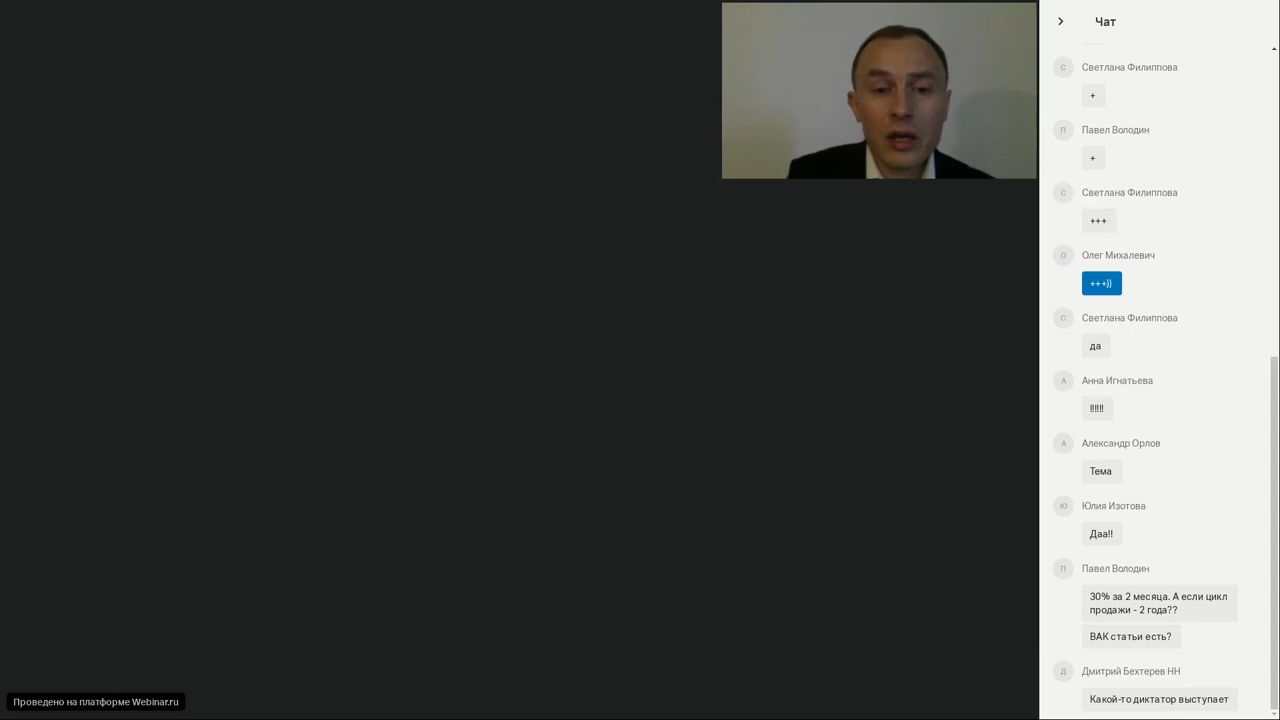 Чат
С
Светлана Филиппова
+
П
Павел Володин
+
С
Светлана Филиппова
+++
О
Олег Михалевич
+++))
С
Светлана Филиппова
да
А
Анна Игнатьева
!!!!!!
А
Александр Орлов
Тема
Ю
Юлия Изотова
Даа!!
П
Павел Володин
30% за 2 месяца. А если цикл
продажи - 2 года??
ВАК статьи есть?
Д
Дмитрий Бехтерев НН
Какой-то диктатор выступает
Проведено на платформе Webinar.ru